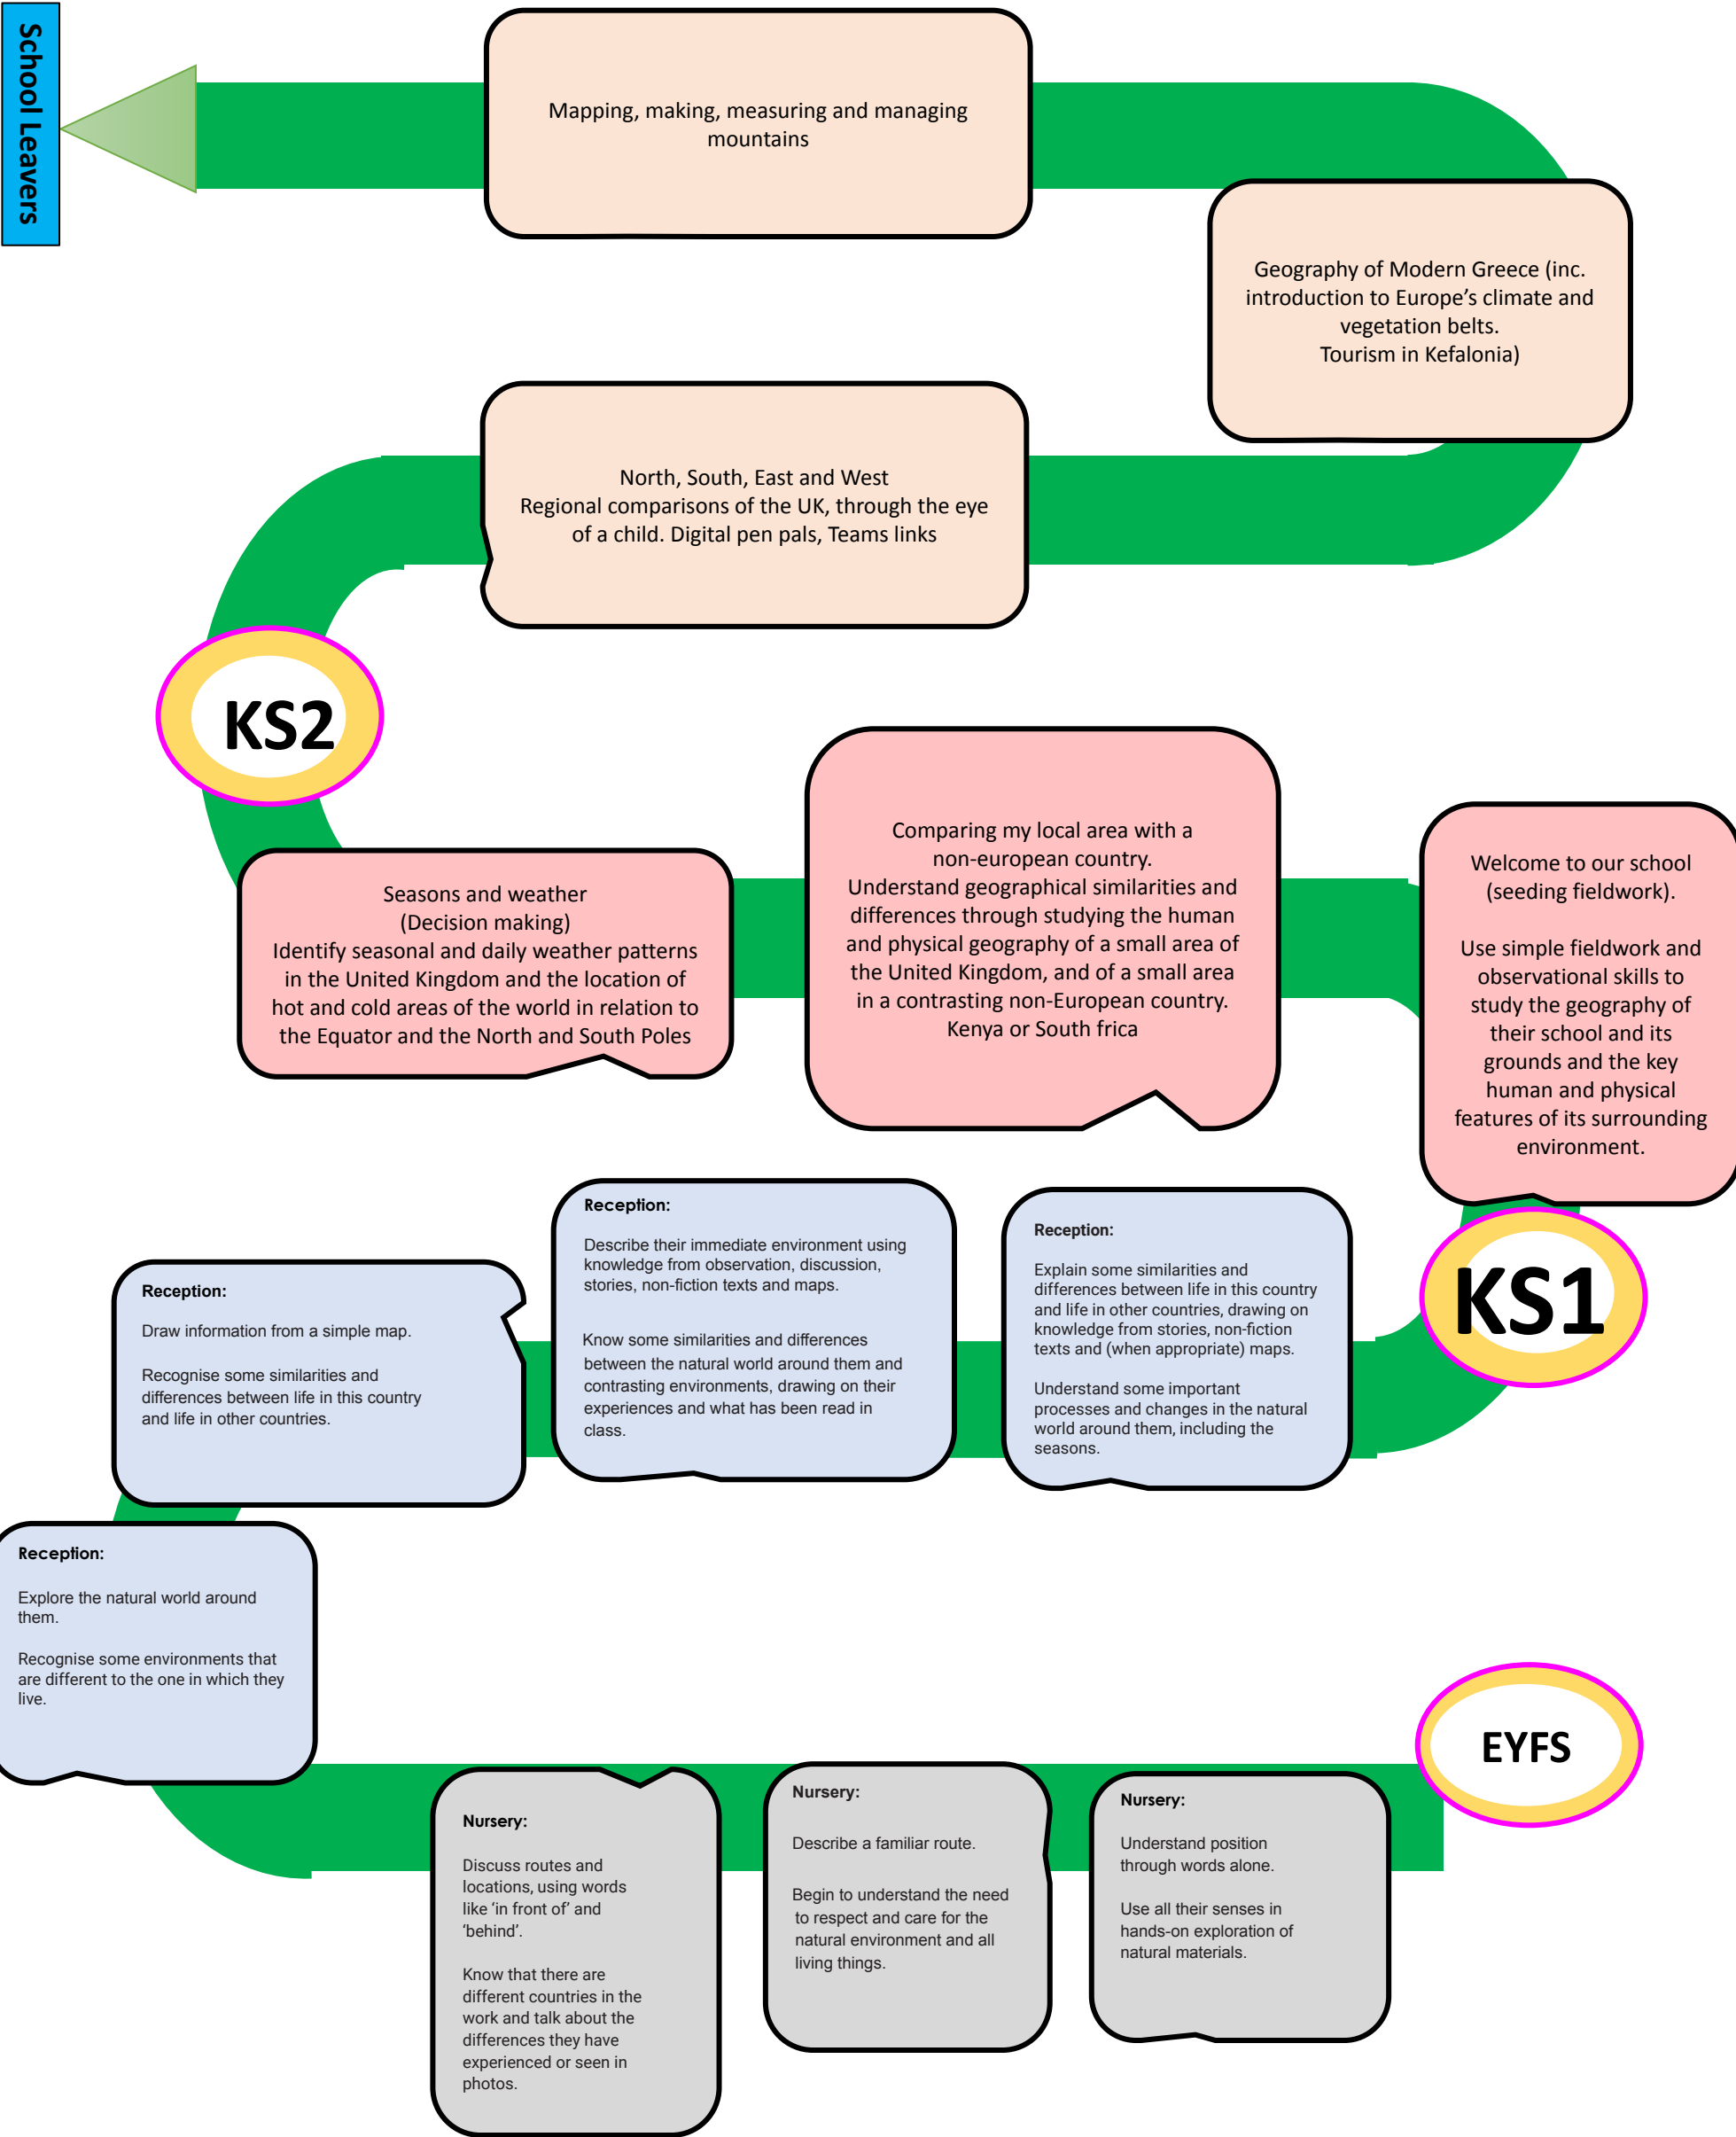 School Leavers
Mapping, making, measuring and managing
mountains
Geography of Modern Greece (inc.
introduction to Europe’s climate and
vegetation belts.
Tourism in Kefalonia)
North, South, East and West
Regional comparisons of the UK, through the eye
of a child. Digital pen pals, Teams links
KS2
Seasons and weather
(Decision making)
Identify seasonal and daily weather patterns
in the United Kingdom and the location of
hot and cold areas of the world in relation to
the Equator and the North and South Poles
Comparing my local area with a
non-european country.
Understand geographical similarities and
differences through studying the human
and physical geography of a small area of
the United Kingdom, and of a small area
in a contrasting non-European country.
Kenya or South frica
Welcome to our school
(seeding fieldwork).
Use simple fieldwork and
observational skills to
study the geography of
their school and its
grounds and the key
human and physical
features of its surrounding
environment.
KS1
Reception:
Draw information from a simple map.
Recognise some similarities and
differences between life in this country
and life in other countries.
Reception:
Describe their immediate environment using
knowledge from observation, discussion,
stories, non-fiction texts and maps.
Know some similarities and differences
between the natural world around them and
contrasting environments, drawing on their
experiences and what has been read in
class.
Reception:
Explain some similarities and
differences between life in this country
and life in other countries, drawing on
knowledge from stories, non-fiction
texts and (when appropriate) maps.
Understand some important
processes and changes in the natural
world around them, including the
seasons.
Reception:
Explore the natural world around
them.
Recognise some environments that
are different to the one in which they
live.
EYFS
Nursery:
Discuss routes and
locations, using words
like ‘in front of’ and
‘behind’.
Know that there are
different countries in the
work and talk about the
differences they have
experienced or seen in
photos.
Nursery:
Describe a familiar route.
Begin to understand the need
to respect and care for the
natural environment and all
living things.
Nursery:
Understand position
through words alone.
Use all their senses in
hands-on exploration of
natural materials.